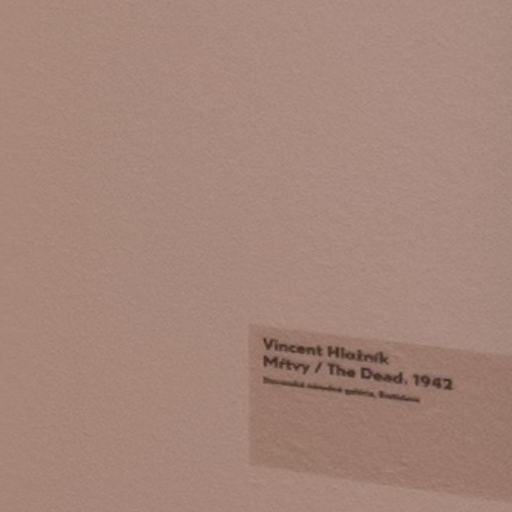 Vincent Hložník
Mŕtvy / The Dead, 1942
Slovenská národná galéria, Bratislava